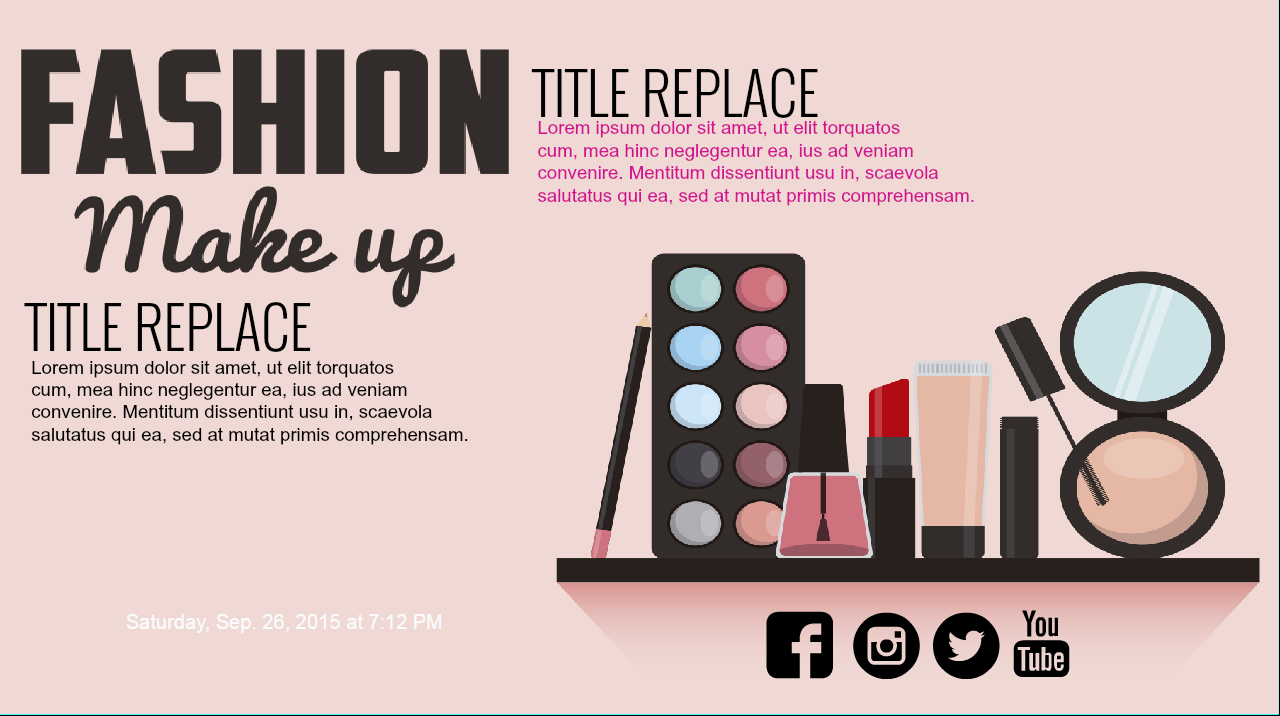 FASHION
Make up
TITLE REPLACE
Lorem ipsum dolor sit amet, ut elit torquatos
cum, mea hinc neglegentur ea, ius ad veniam
convenire. Mentitum dissentiunt usu in, scaevola
salutatus qui ea, sed at mutat primis comprehensam.
Saturday, Sep. 26, 2015 at 7:12 PM
TITLE REPLACE
Lorem ipsum dolor sit amet, ut elit torquatos
cum, mea hinc neglegentur ea, ius ad veniam
convenire. Mentitum dissentiunt usu in, scaevola
salutatus qui ea, sed at mutat primis comprehensam.
You
Tube